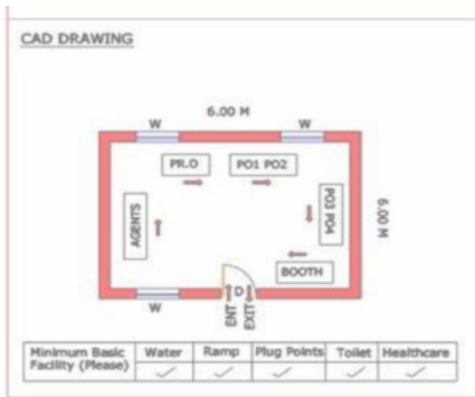 CAD DRAWING
6.00 M
W W
PR.O PO1 PO2
AGENTS
PO3 PO4
6.00 M
BOOTH
D
W
ENT EXIT
Minimum Basic Facility (Please) Water Ramp Plug Points Toilet Healthcare